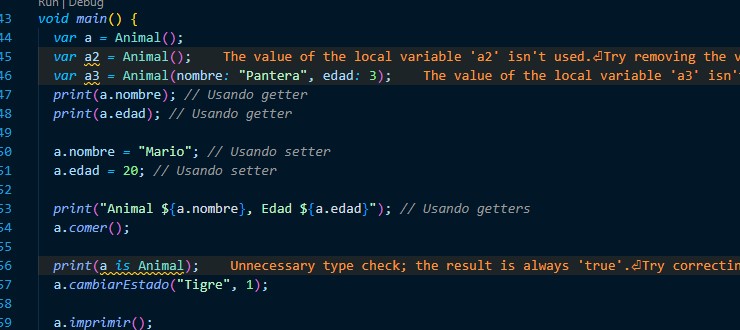 Run | Debug
43 void main() {
44 var a = Animal();
45 var a2 = Animal(); The value of the local variable 'a2' isn't used.⏎Try removing the v
46 var a3 = Animal(nombre: "Pantera", edad: 3); The value of the local variable 'a3' isn'
47 print(a.nombre); // Usando getter
48 print(a.edad); // Usando getter
49
50 a.nombre = "Mario"; // Usando setter
51 a.edad = 20; // Usando setter
52
53 print("Animal ${a.nombre}, Edad ${a.edad}"); // Usando getters
54 a.comer();
55
56 print(a is Animal); Unnecessary type check; the result is always 'true'.⏎Try correctin
57 a.cambiarEstado("Tigre", 1);
58
59 a.imprimir();